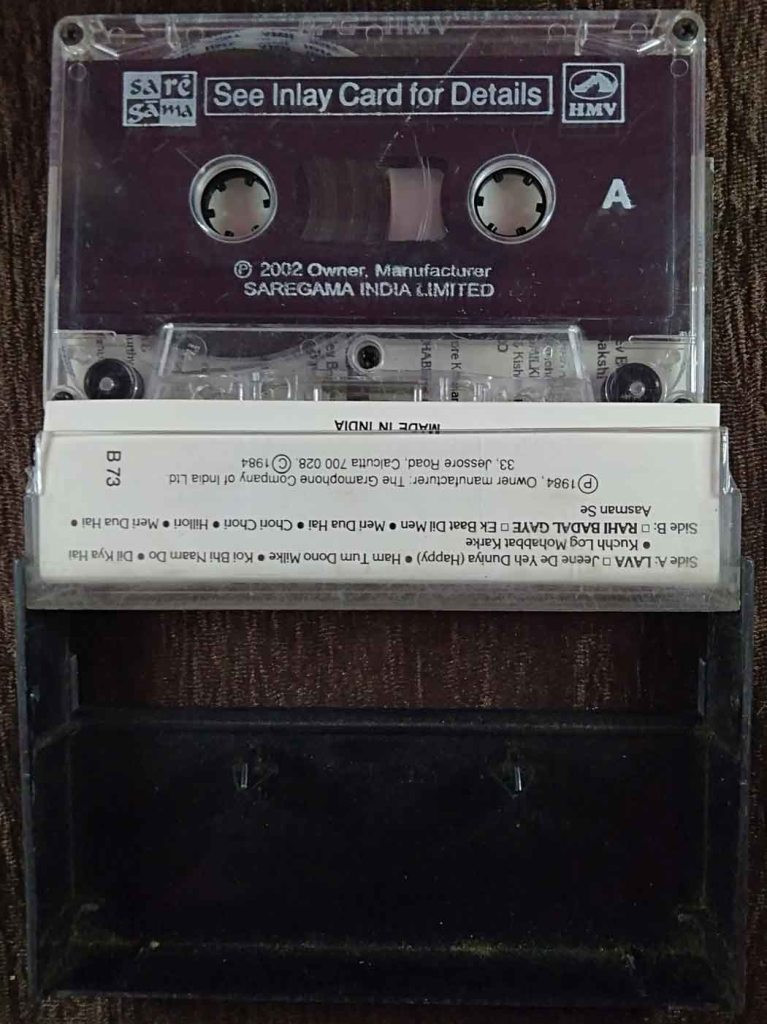 sa rē gāma
See Inlay Card for Details
HMV
A
℗ 2002 Owner, Manufacturer
SAREGAMA INDIA LIMITED
Side A: LAVA □ Jeene De Yeh Duniya (Happy) ● Ham Tum Dono Milke ● Koi Bhi Naam Do ● Dil Kya Hai
● Kuchh Log Mohabbat Karke
Side B: □ RAHI BADAL GAYE □ Ek Baat Dil Men ● Meri Dua Hai ● Chori Chori ● Hillori ● Meri Dua Hai ●
Aasman Se
℗ 1984, Owner manufacturer: The Gramophone Company of India Ltd.
33, Jessore Road, Calcutta 700 028. © 1984
MADE IN INDIA
B 73